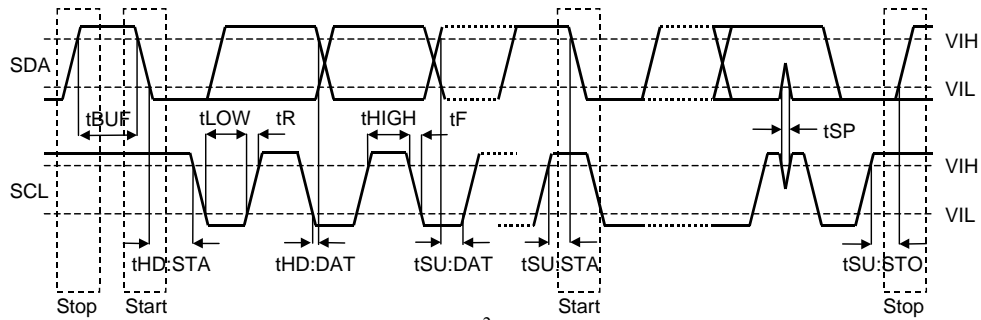 VIH
SDA
VIL
tBUF
tLOW
tR
tHIGH
tF
tSP
SCL
VIH
VIL
tHD:STA
tHD:DAT
tSU:DAT
tSU:STA
tSU:STO
Stop
Start
Start
Stop
2